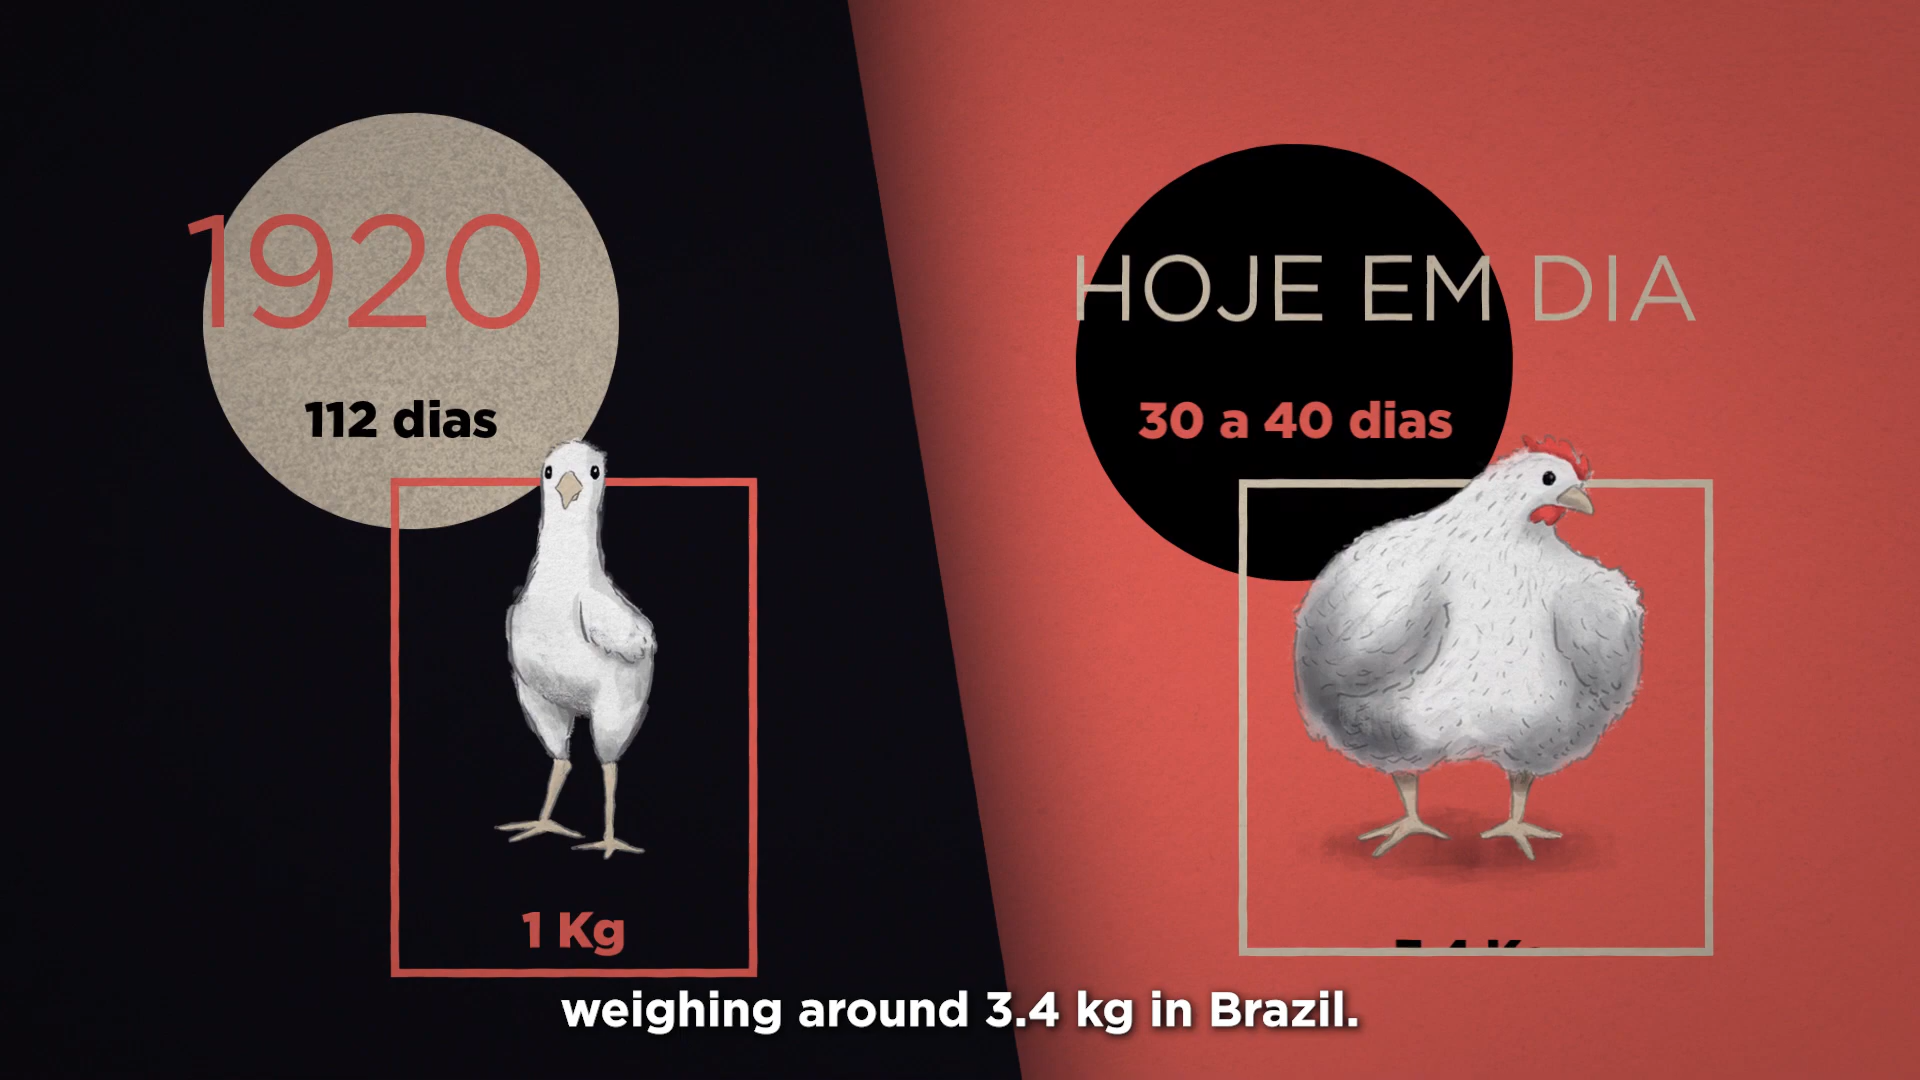 1920
112 dias
1 Kg
HOJE EM DIA
30 a 40 dias
weighing around 3.4 kg in Brazil.